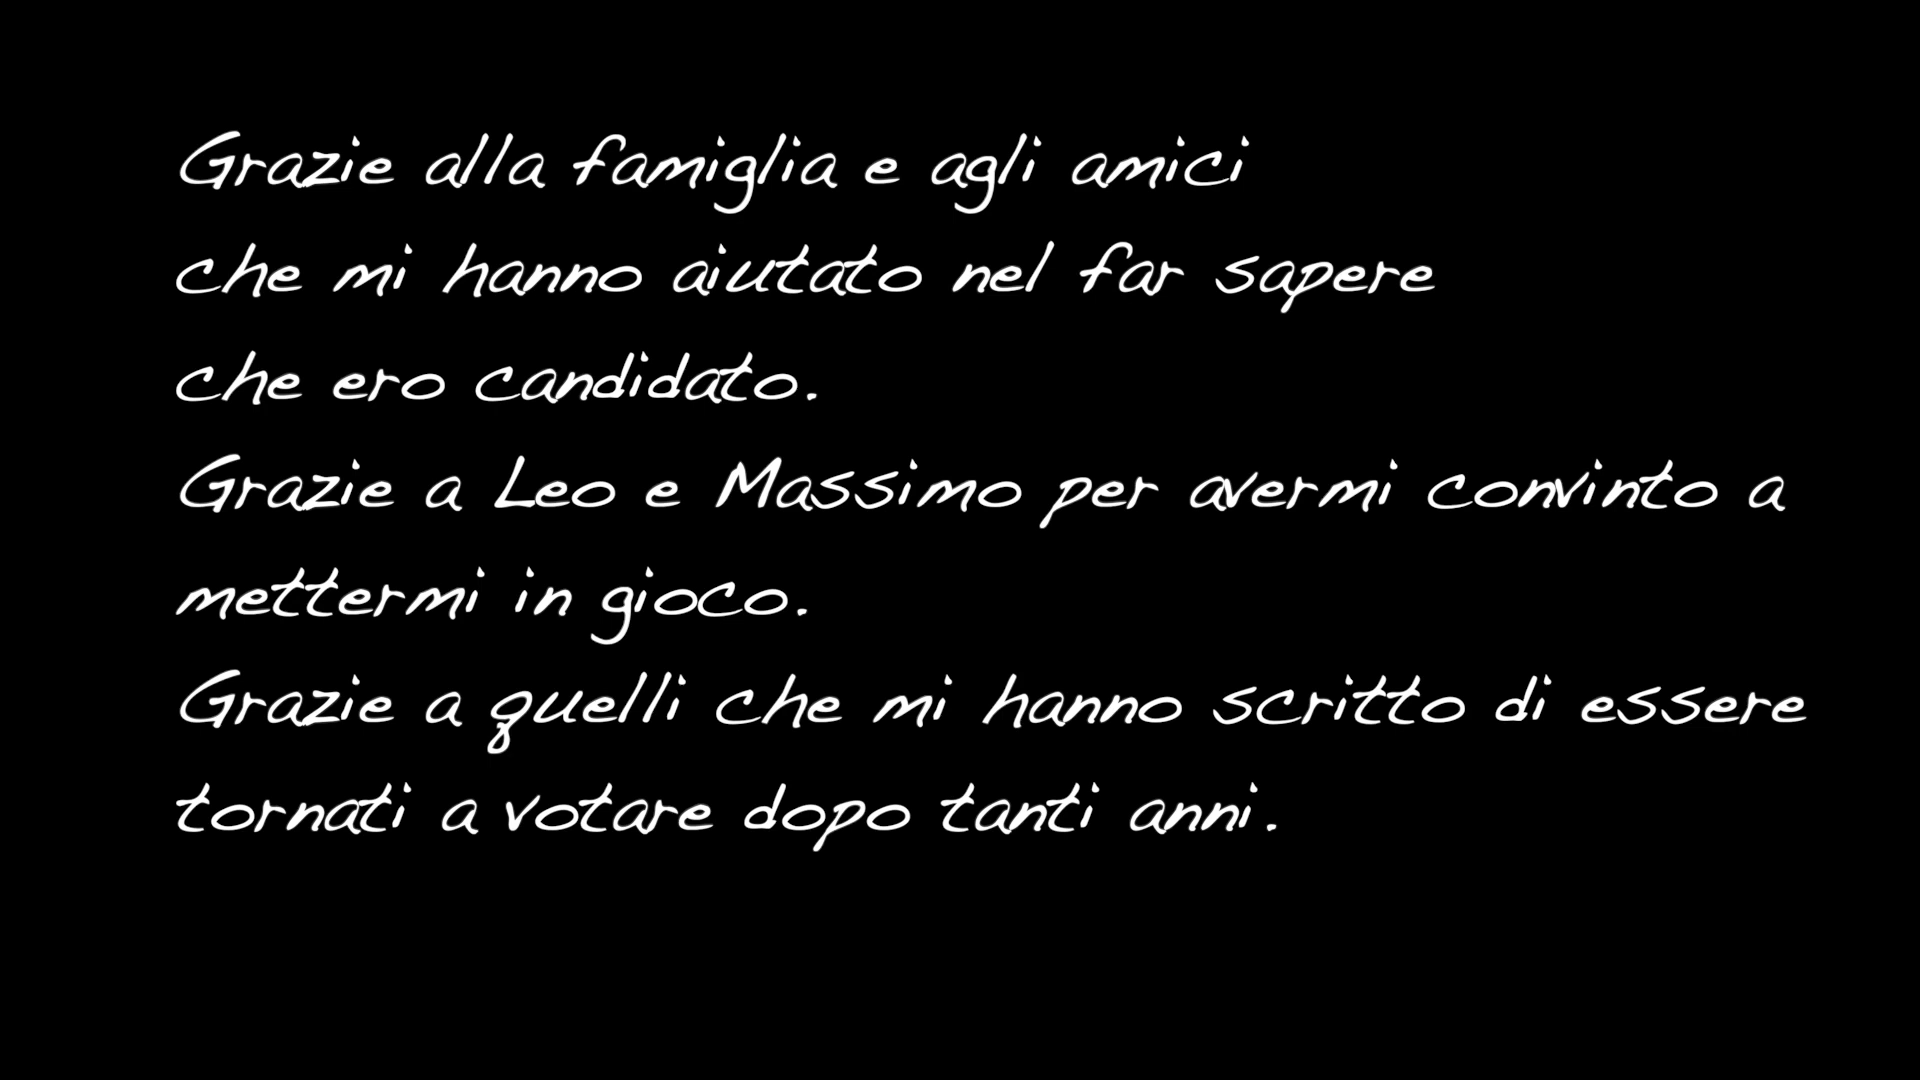 Grazie alla famiglia e agli amici
che mi hanno aiutato nel far sapere
che ero candidato.
Grazie a Leo e Massimo per avermi convinto a
mettermi in gioco.
Grazie a quelli che mi hanno scritto di essere
tornati a votare dopo tanti anni.